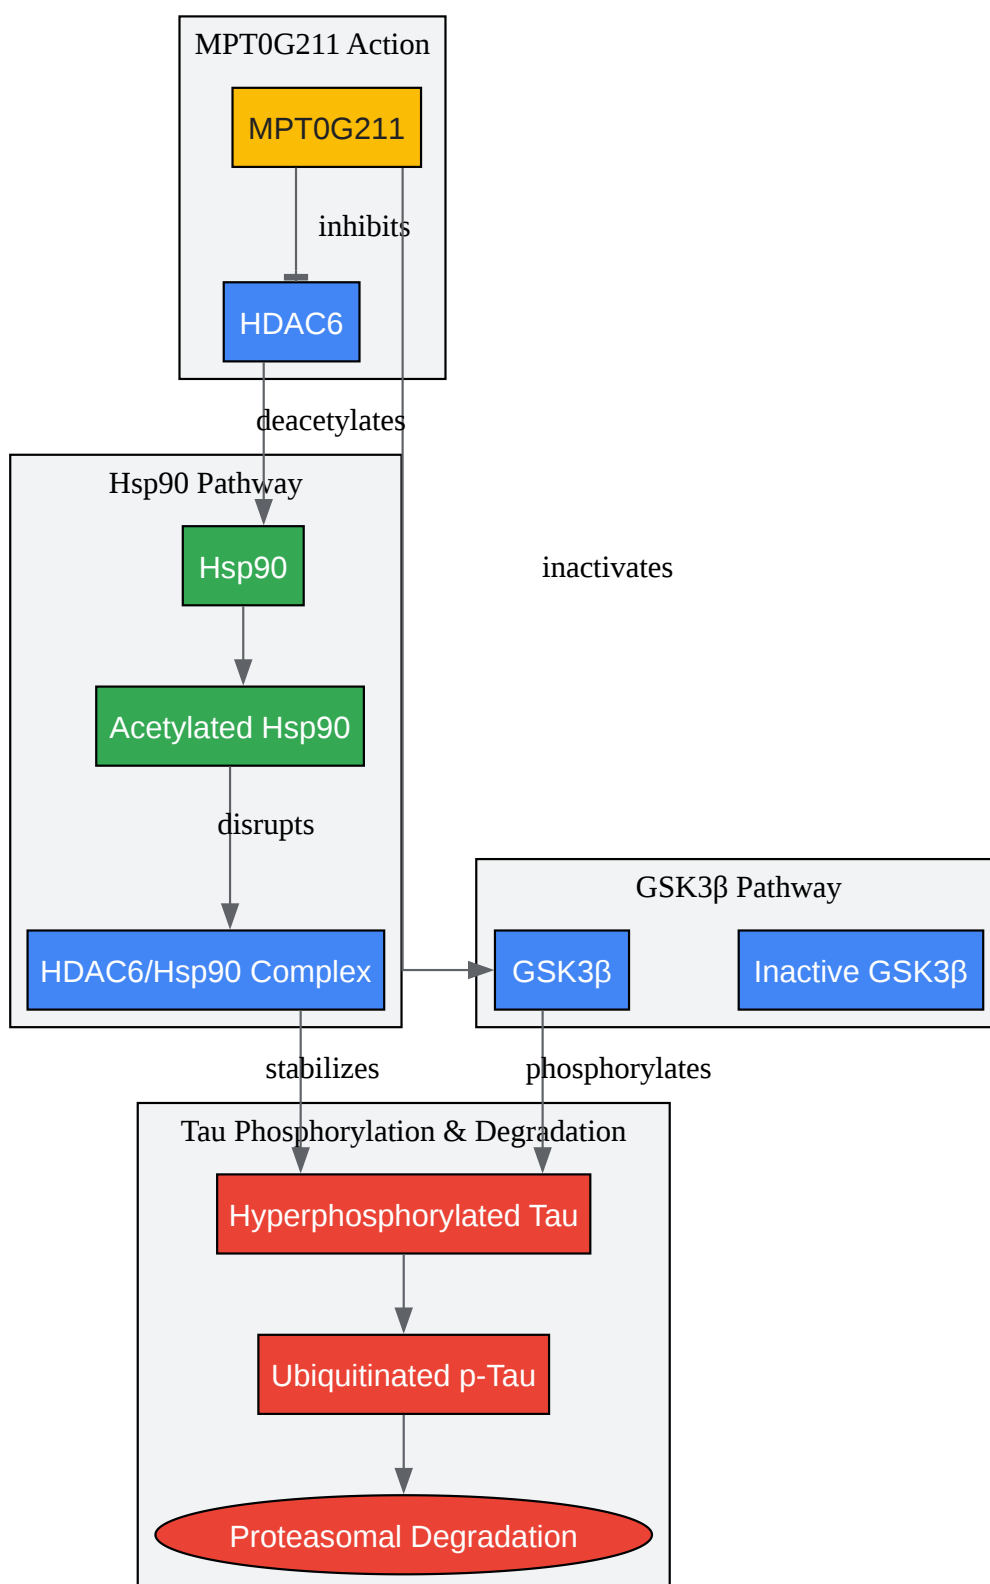 MPT0G211 Action
MPT0G211
inhibits
HDAC6
deacetylates
Hsp90 Pathway
Hsp90
inactivates
Acetylated Hsp90
disrupts
GSK3β Pathway
HDAC6/Hsp90 Complex
GSK3β
Inactive GSK3β
stabilizes
phosphorylates
Tau Phosphorylation & Degradation
Hyperphosphorylated Tau
Ubiquitinated p-Tau
Proteasomal Degradation